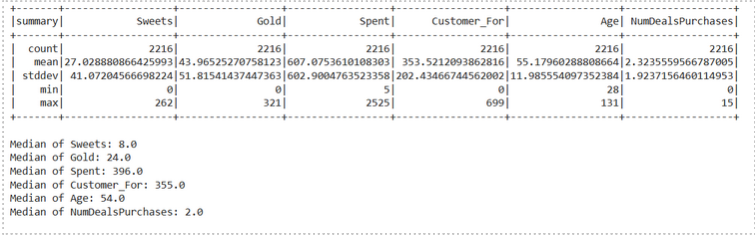 +-------+------------------+-----------------+-----------------+------------------+------------------+------------------+
|summary| Sweets| Gold| Spent| Customer_For| Age| NumDealsPurchases|
+-------+------------------+-----------------+-----------------+------------------+------------------+------------------+
| count| 2216| 2216| 2216| 2216| 2216| 2216|
| mean|27.028880866425993|43.96525270758123|607.0753610108303| 353.5212093862816| 55.17960288808664|2.3235559566787005|
| stddev| 41.07204566698224|51.81541437447363|602.9004763523358|202.43466744562002|11.985554097352384|1.9237156460114953|
| min| 0| 0| 5| 0| 28| 0|
| max| 262| 321| 2525| 699| 131| 15|
+-------+------------------+-----------------+-----------------+------------------+------------------+------------------+
Median of Sweets: 8.0
Median of Gold: 24.0
Median of Spent: 396.0
Median of Customer_For: 355.0
Median of Age: 54.0
Median of NumDealsPurchases: 2.0